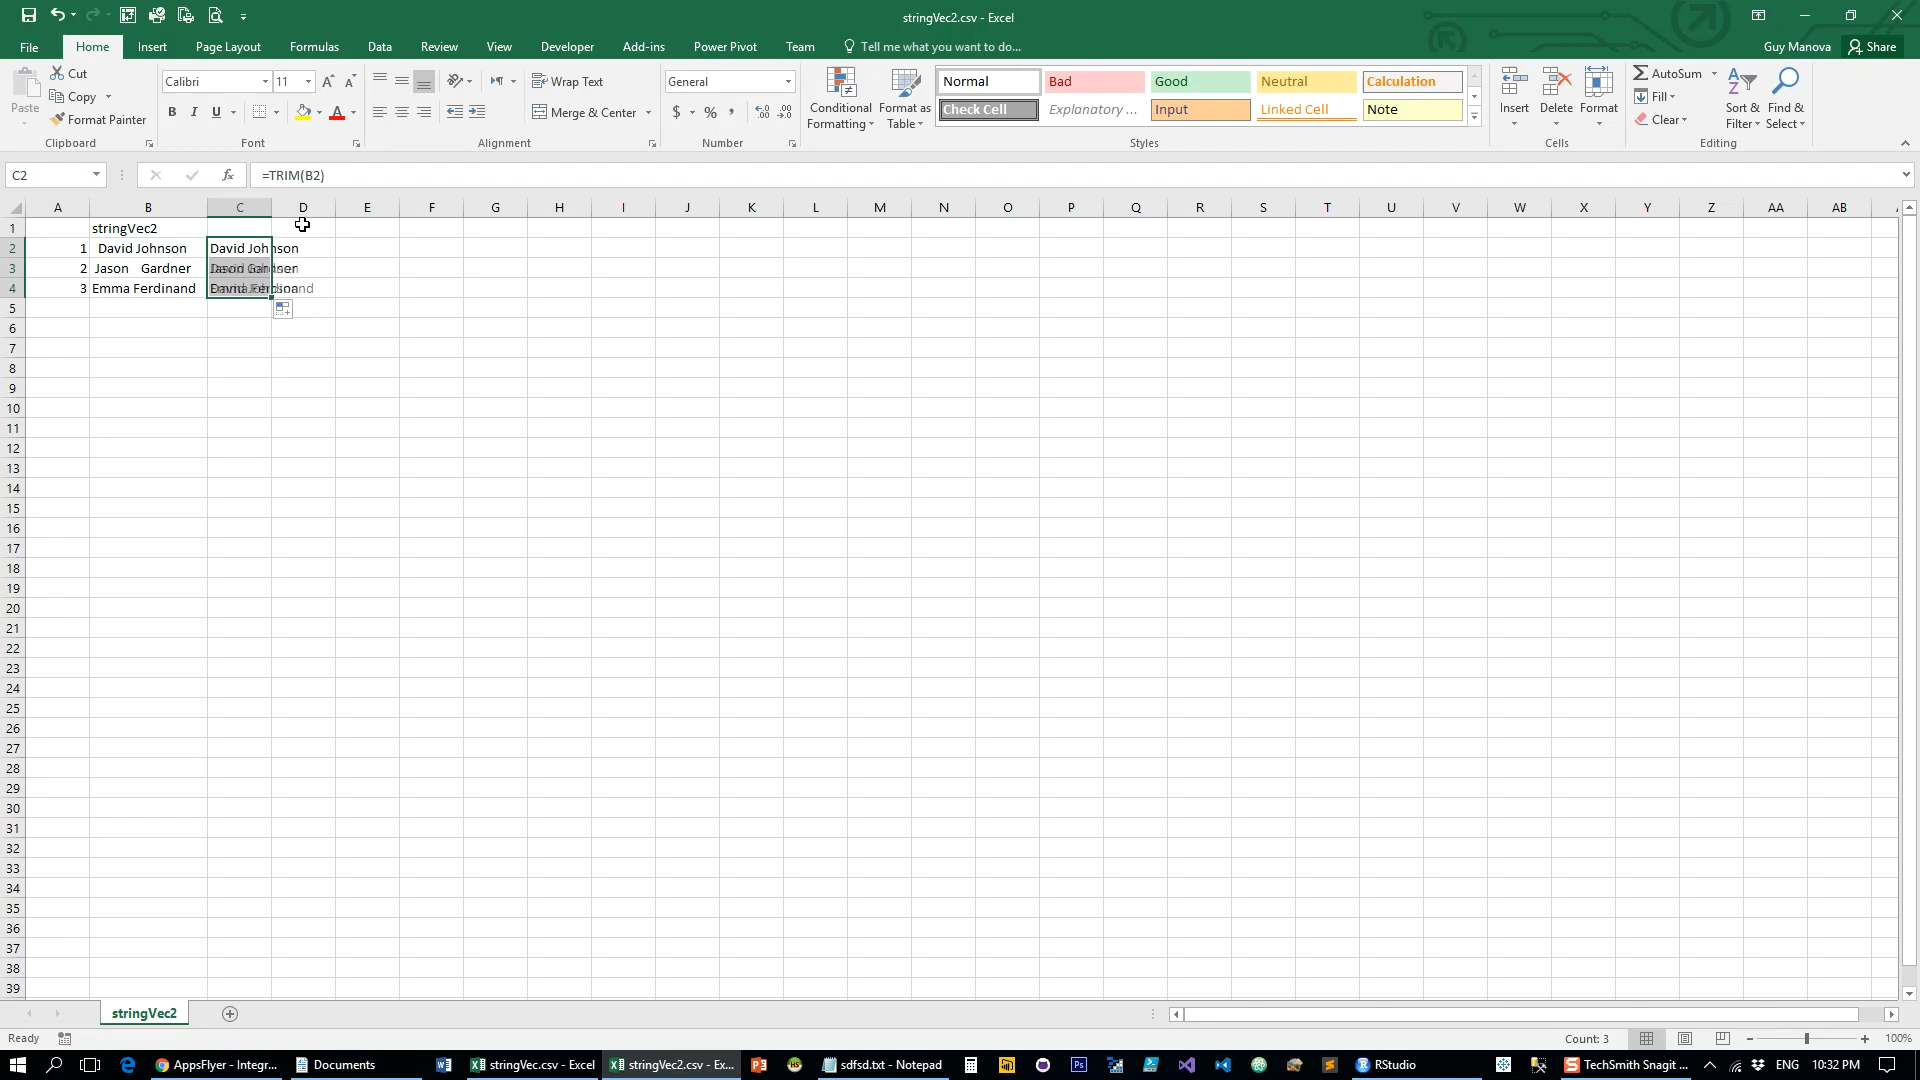 stringVec2.csv - Excel
File Home Insert Page Layout Formulas Data Review View Developer Add-ins Power Pivot Team Tell me what you want to do... Guy Manova Share
Paste Cut Copy Format Painter Clipboard
Calibri 11 B I U A Font
Wrap Text Merge & Center Alignment
General $ % Number
Conditional Formatting Format as Table
Normal Bad Good Neutral Calculation
Check Cell Explanatory ... Input Linked Cell Note
Styles
Insert Delete Format Cells
AutoSum Fill Clear Sort & Filter Find & Select Editing
C2 fx =TRIM(B2)
A B C D E F G H I J K L M N O P Q R S T U V W X Y Z AA AB
1 stringVec2
2 1 David Johnson David Johnson
3 2 Jason Gardner
4 3 Emma Ferdinand
5
6
7
8
9
10
11
12
13
14
15
16
17
18
19
20
21
22
23
24
25
26
27
28
29
30
31
32
33
34
35
36
37
38
39
stringVec2
Ready Count: 3 100%
AppsFlyer - Integr... Documents stringVec.csv - Excel stringVec2.csv - Ex... sdfsd.txt - Notepad RStudio TechSmith Snagit ... ENG 10:32 PM